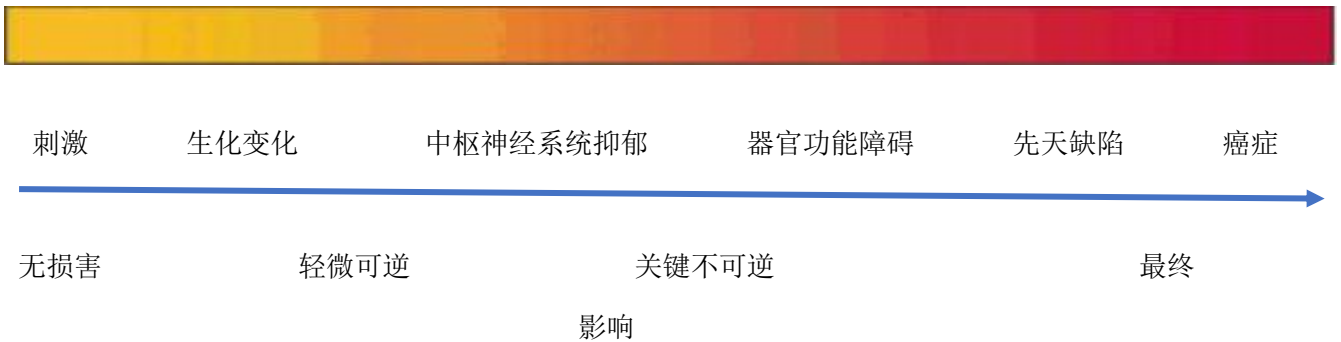 刺激 生化变化 中枢神经系统抑郁 器官功能障碍 先天缺陷 癌症
无损害 轻微可逆 关键不可逆 最终
影响